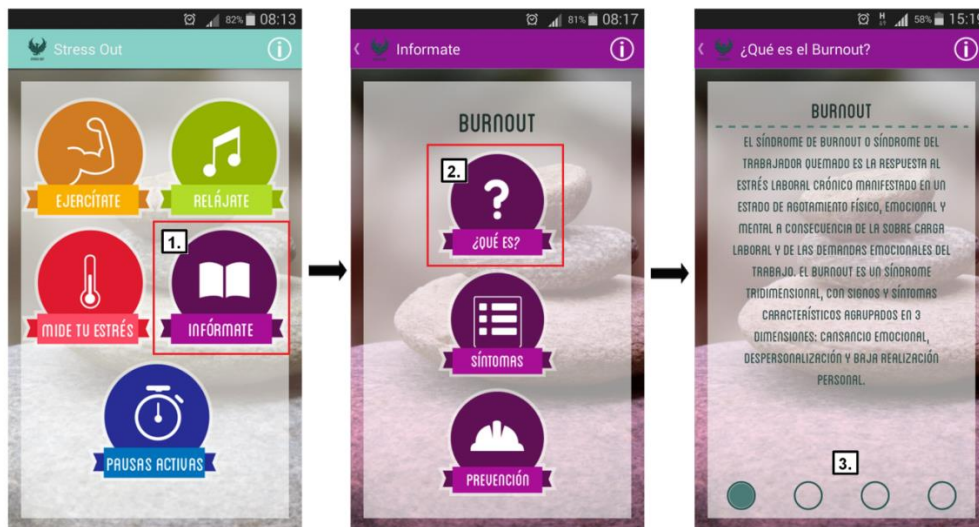 82% 08:13
Stress Out
EJERCÍTATE
RELÁJATE
1.
MIDE TU ESTRÉS
INFÓRMATE
PAUSAS ACTIVAS
81% 08:17
Informate
BURNOUT
2.
¿QUÉ ES?
SÍNTOMAS
PREVENCIÓN
58% 15:19
¿Qué es el Burnout?
BURNOUT
EL SÍNDROME DE BURNOUT O SÍNDROME DEL
TRABAJADOR QUEMADO ES LA RESPUESTA AL
ESTRÉS LABORAL CRÓNICO MANIFESTADO EN UN
ESTADO DE AGOTAMIENTO FÍSICO, EMOCIONAL Y
MENTAL A CONSECUENCIA DE LA SOBRE CARGA
LABORAL Y DE LAS DEMANDAS EMOCIONALES DEL
TRABAJO. EL BURNOUT ES UN SÍNDROME
TRIDIMENSIONAL, CON SIGNOS Y SÍNTOMAS
CARACTERÍSTICOS AGRUPADOS EN 3
DIMENSIONES: CANSANCIO EMOCIONAL,
DESPERSONALIZACIÓN Y BAJA REALIZACIÓN
PERSONAL.
3.